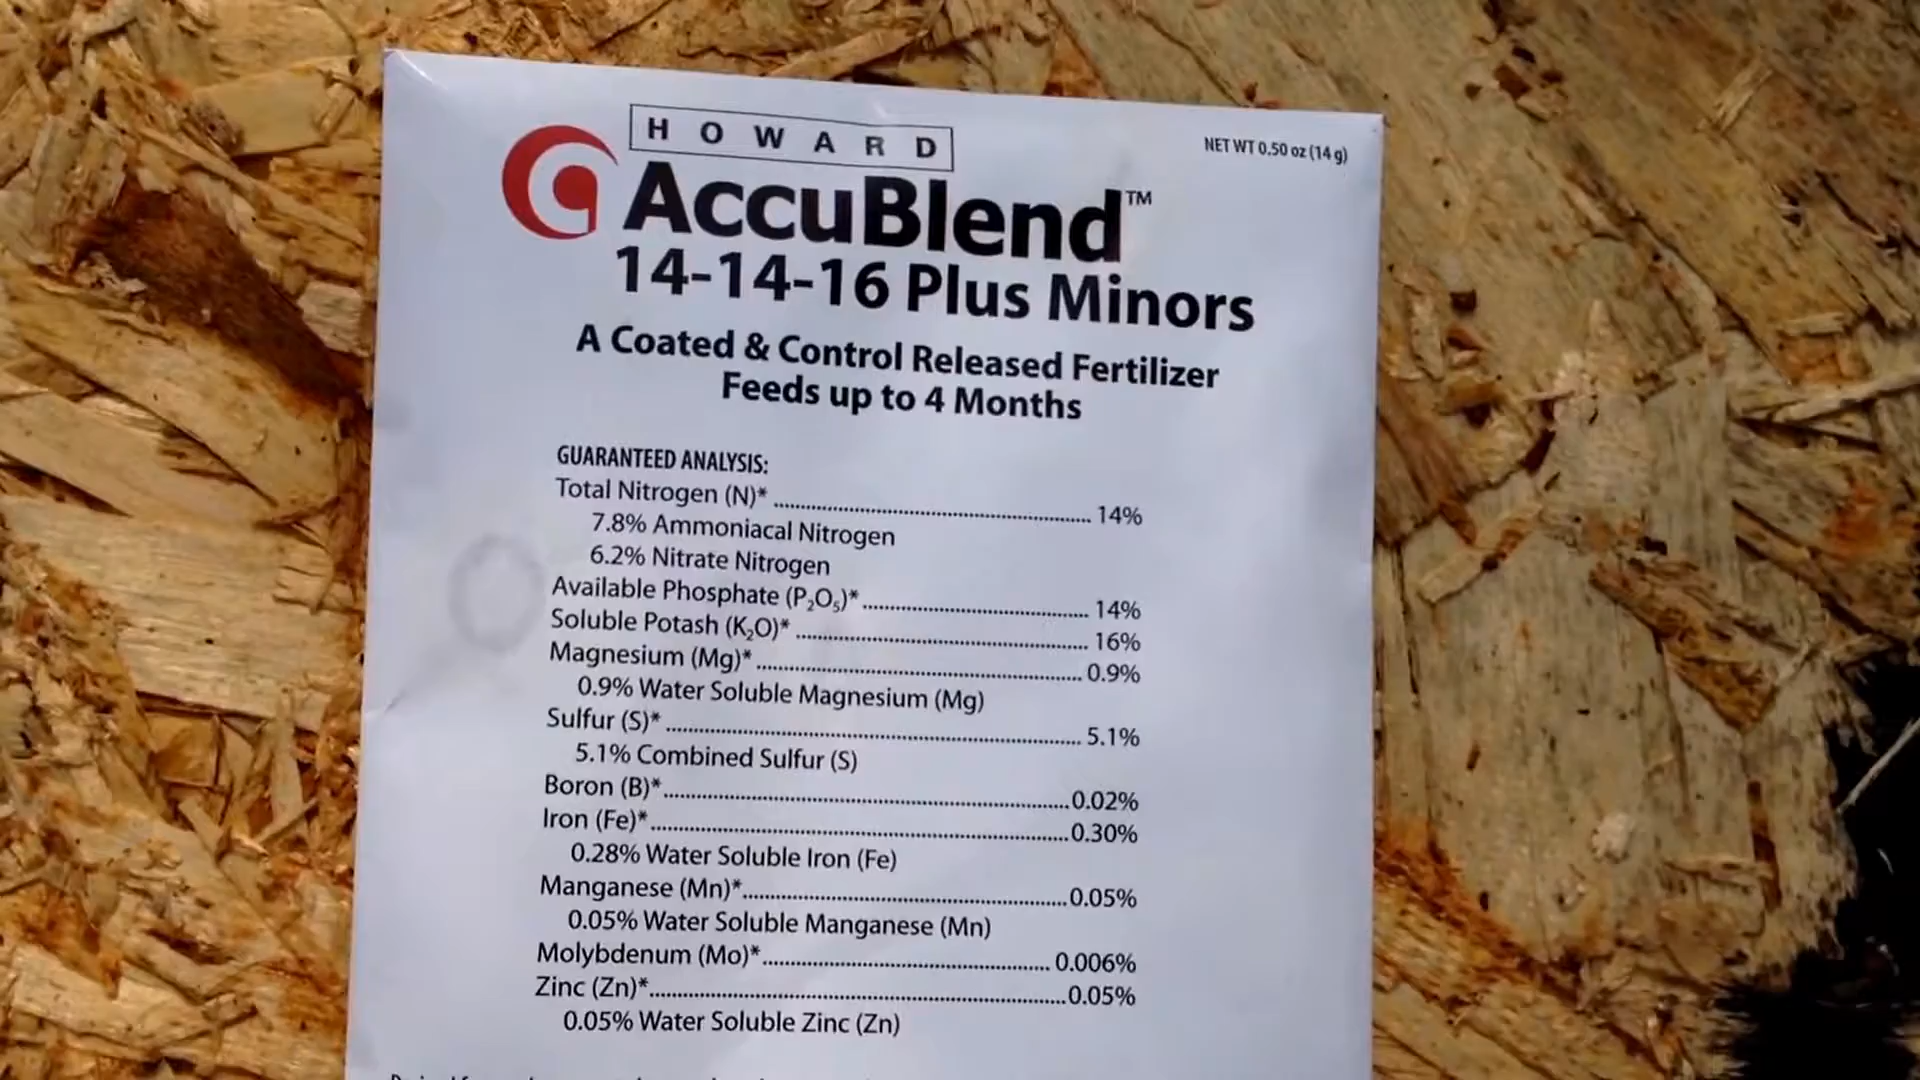 HOWARD
NET WT 0.50 oz (14 g)
AccuBlend™
14-14-16 Plus Minors
A Coated & Control Released Fertilizer
Feeds up to 4 Months
GUARANTEED ANALYSIS:
Total Nitrogen (N)* ........ 14%
7.8% Ammoniacal Nitrogen
6.2% Nitrate Nitrogen
Available Phosphate (P₂O₅)* ........ 14%
Soluble Potash (K₂O)* ........ 16%
Magnesium (Mg)* ........ 0.9%
0.9% Water Soluble Magnesium (Mg)
Sulfur (S)* ........ 5.1%
5.1% Combined Sulfur (S)
Boron (B)* ........ 0.02%
Iron (Fe)* ........ 0.30%
0.28% Water Soluble Iron (Fe)
Manganese (Mn)* ........ 0.05%
0.05% Water Soluble Manganese (Mn)
Molybdenum (Mo)* ........ 0.006%
Zinc (Zn)* ........ 0.05%
0.05% Water Soluble Zinc (Zn)